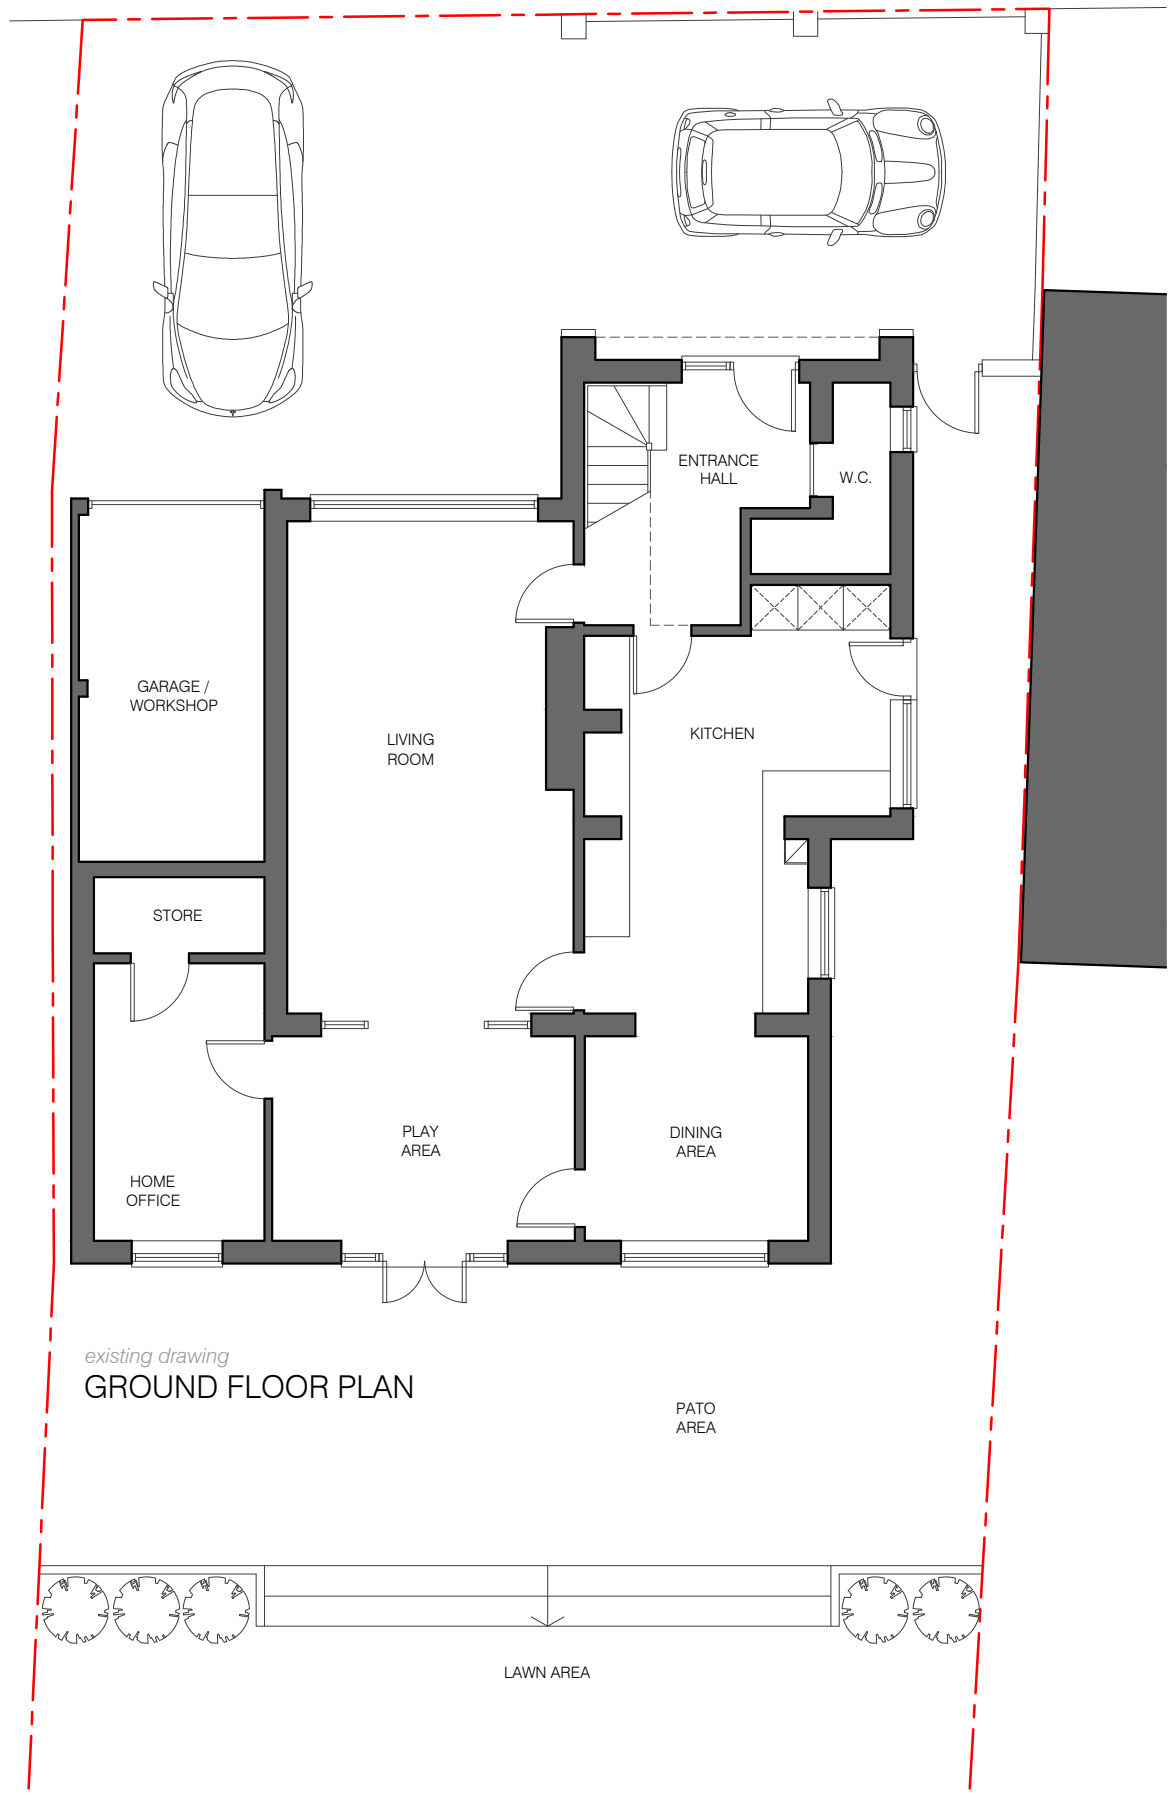 ENTRANCE
HALL
W.C.
GARAGE /
WORKSHOP
LIVING
ROOM
KITCHEN
STORE
PLAY
AREA
DINING
AREA
HOME
OFFICE
existing drawing
GROUND FLOOR PLAN
PATO
AREA
LAWN AREA